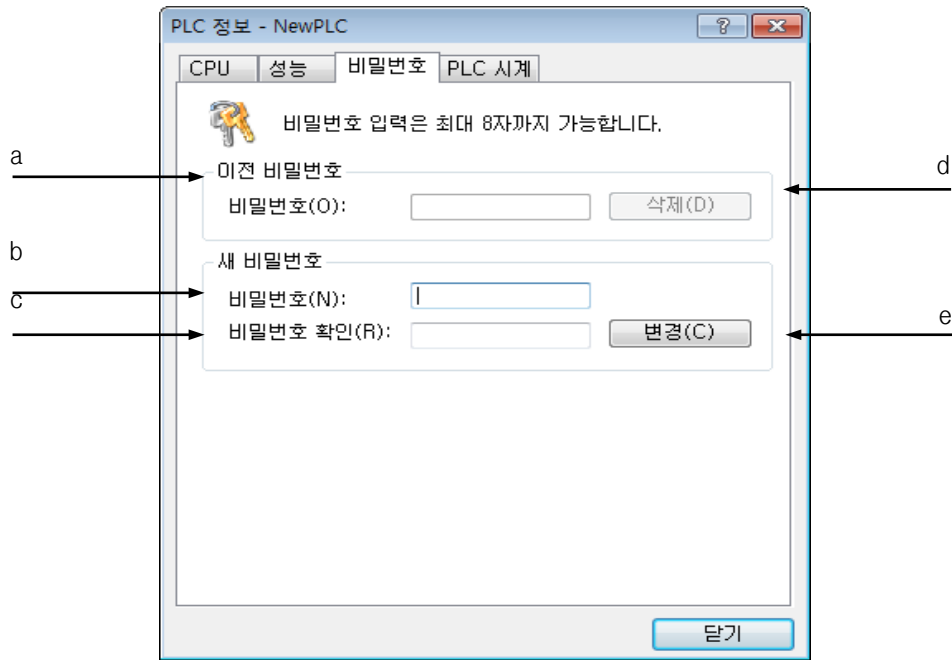 PLC 정보 - NewPLC
CPU 성능 비밀번호 PLC 시계
비밀번호 입력은 최대 8자까지 가능합니다.
a
이전 비밀번호
d
비밀번호(O):
삭제(D)
b
새 비밀번호
비밀번호(N):
c
비밀번호 확인(R):
변경(C)
e
닫기